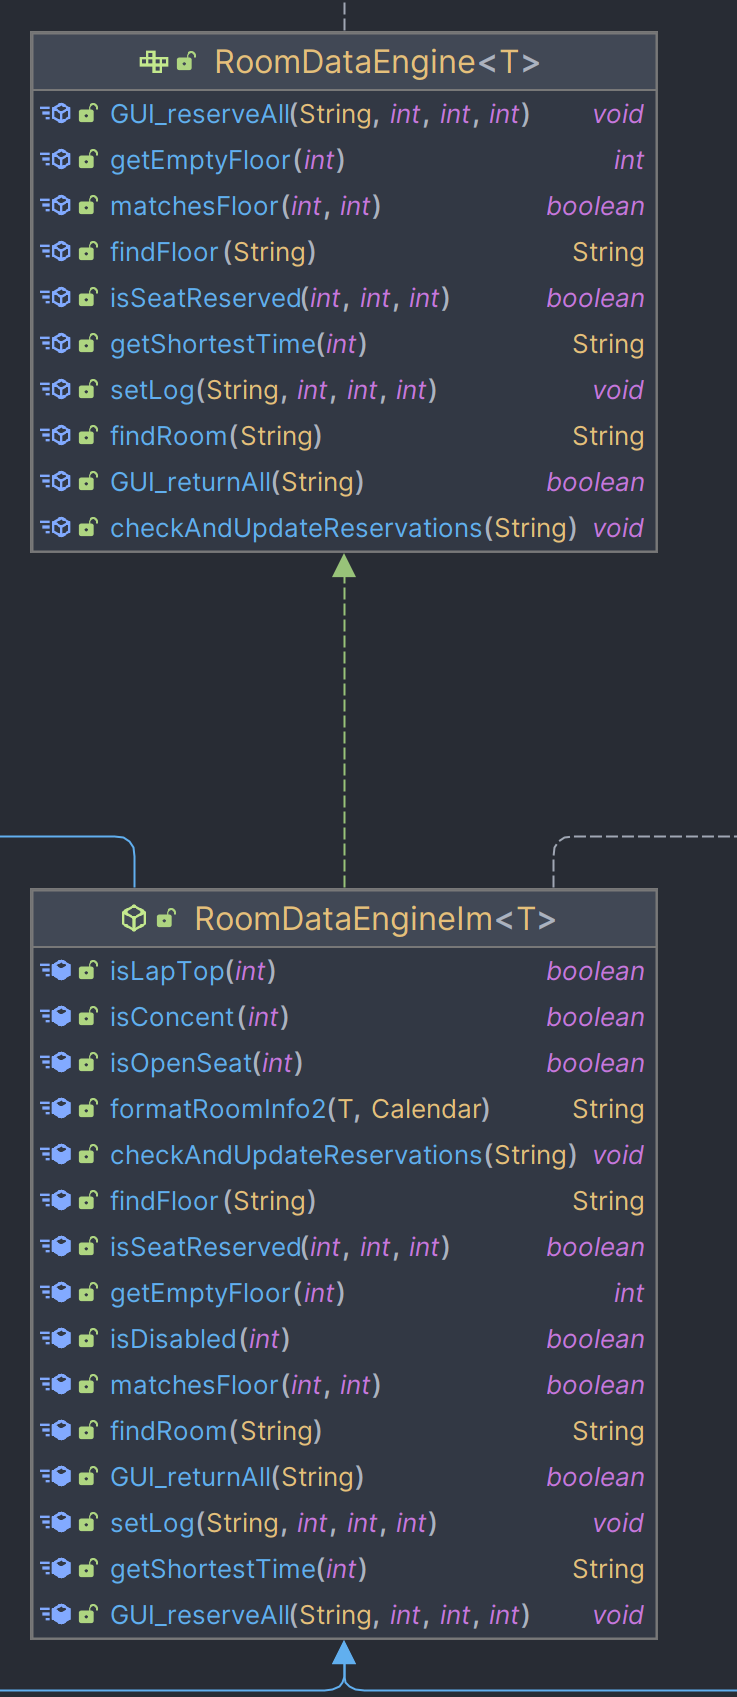 RoomDataEngine<T>
GUI_reserveAll(String, int, int, int) void
getEmptyFloor(int) int
matchesFloor(int, int) boolean
findFloor(String) String
isSeatReserved(int, int, int) boolean
getShortestTime(int) String
setLog(String, int, int, int) void
findRoom(String) String
GUI_returnAll(String) boolean
checkAndUpdateReservations(String) void
RoomDataEngineIm<T>
isLapTop(int) boolean
isConcent(int) boolean
isOpenSeat(int) boolean
formatRoomInfo2(T, Calendar) String
checkAndUpdateReservations(String) void
findFloor(String) String
isSeatReserved(int, int, int) boolean
getEmptyFloor(int) int
isDisabled(int) boolean
matchesFloor(int, int) boolean
findRoom(String) String
GUI_returnAll(String) boolean
setLog(String, int, int, int) void
getShortestTime(int) String
GUI_reserveAll(String, int, int, int) void